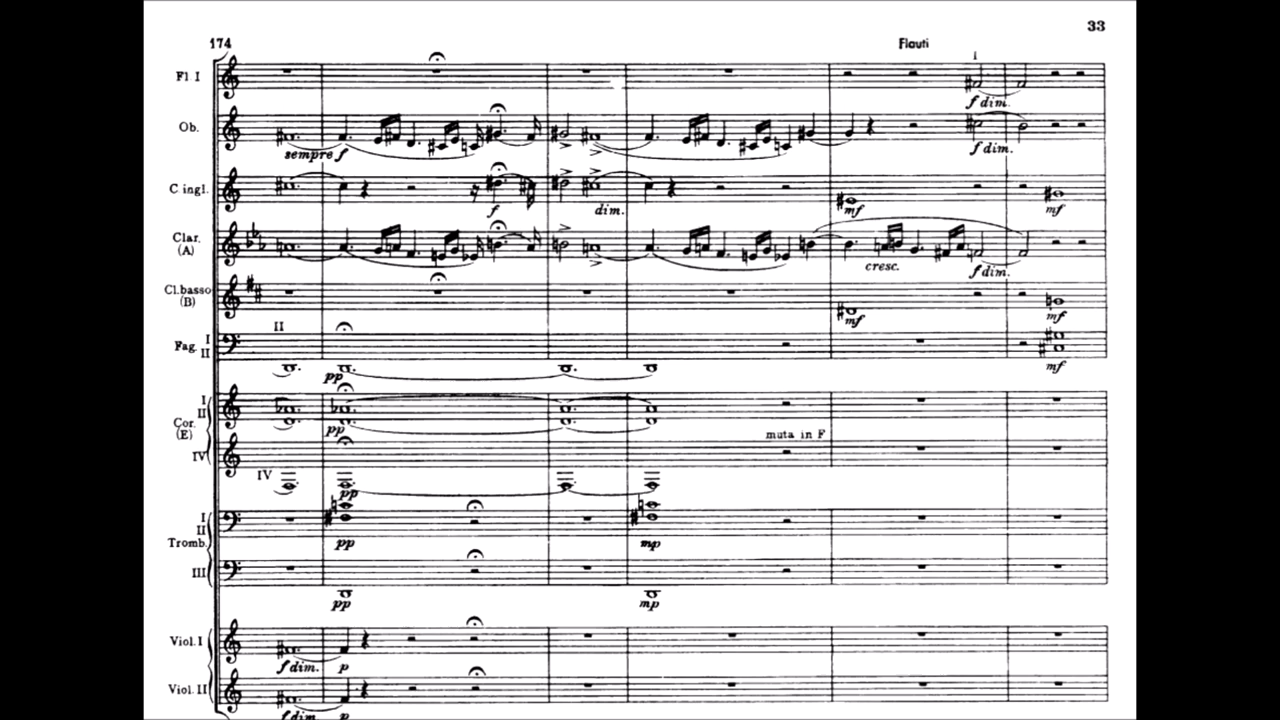 33
174
Flauti
Fl. I
I
f dim.
Ob.
sempre f
f dim.
C ingl.
f
dim.
mf
mf
Clar.
(A)
cresc.
f dim.
Cl.basso
(B)
mf
mf
II
Fag. I
II
pp
mf
I
II
Cor.
(E)
pp
muta in F
IV
IV
pp
I
II
Tromb.
pp
mp
III
pp
mp
Viol. I
f dim.
p
Viol. II
f dim.
p